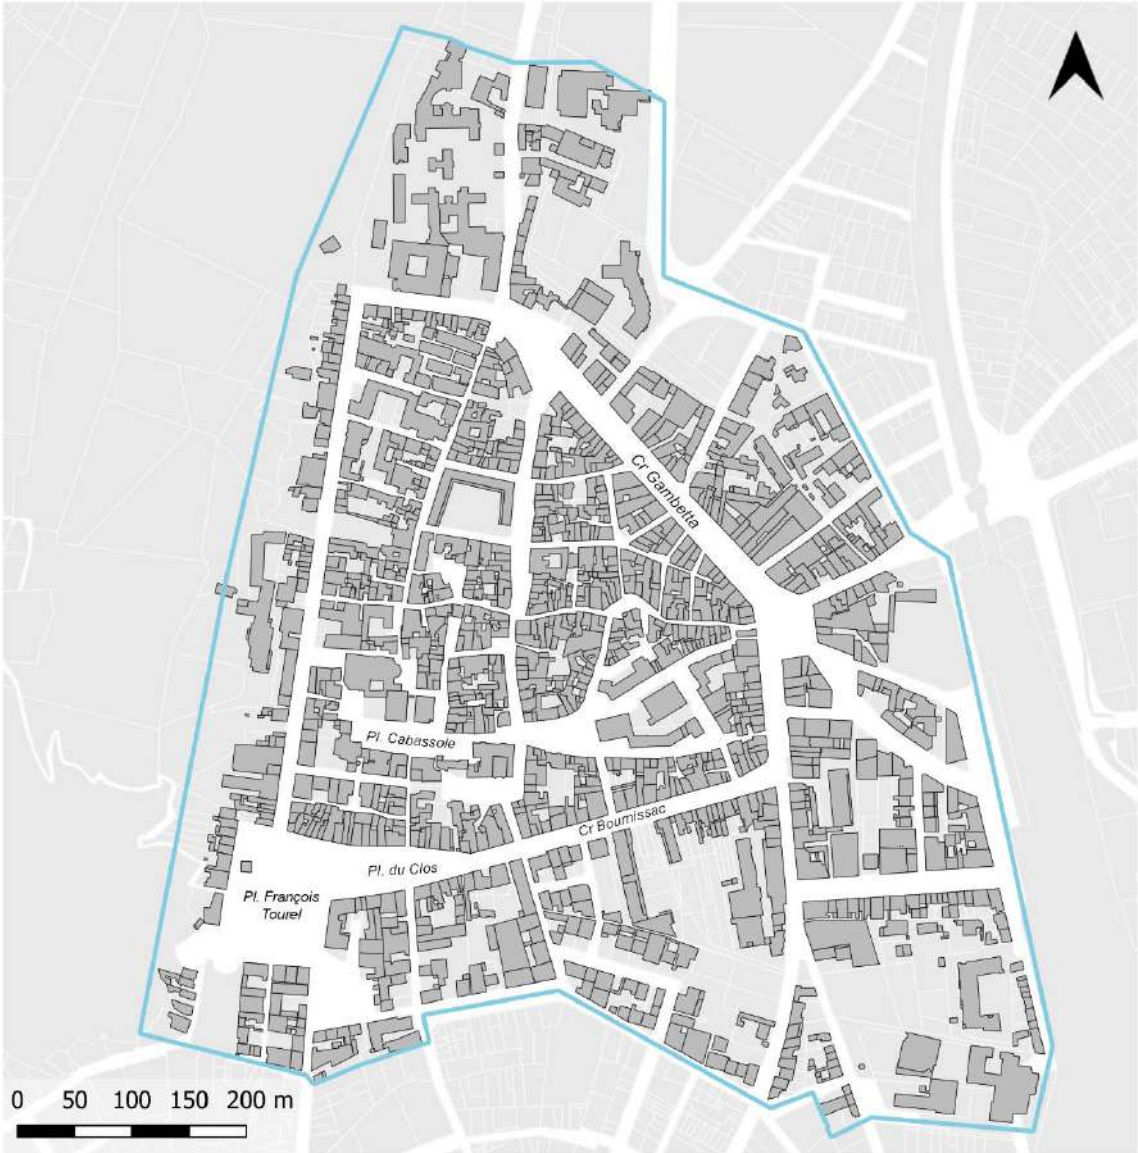 Cr Gambetta
Pl. Cabassole
Cr Bournissac
Pl. du Clos
Pl. François
Tourel
0 50 100 150 200 m